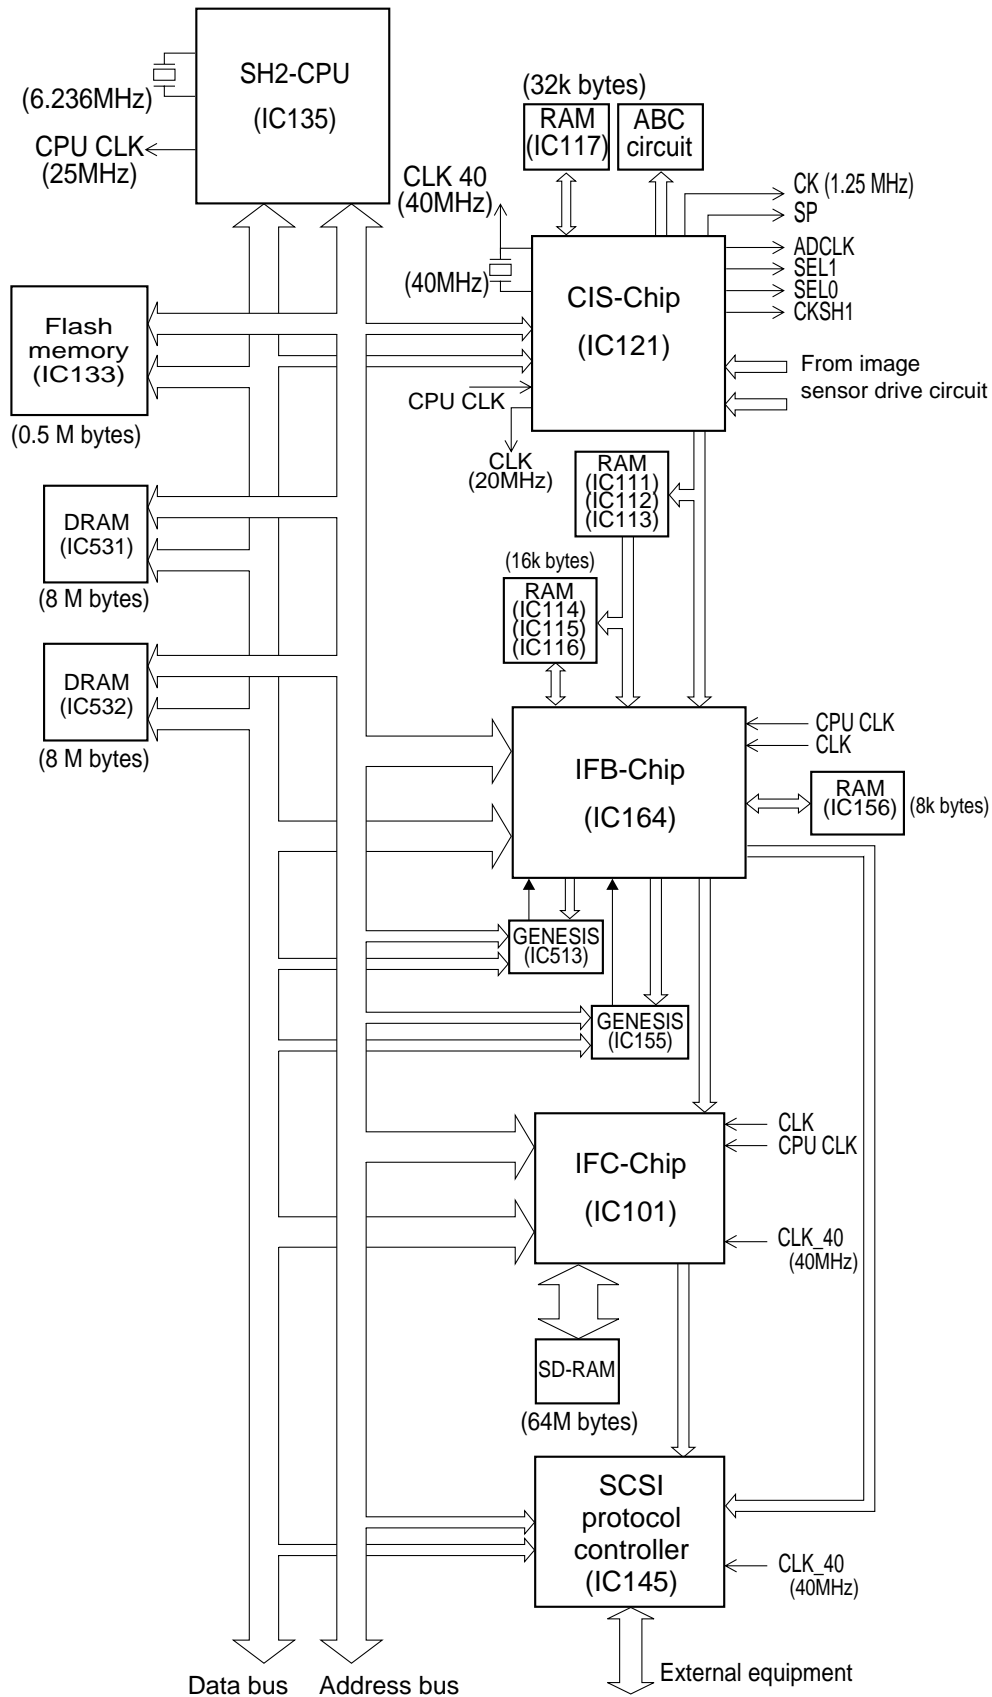 SH2-CPU
(IC135)
(6.236MHz)
CPU CLK
(25MHz)
(32k bytes)
RAM
(IC117)
ABC
circuit
CLK 40
(40MHz)
(40MHz)
CK (1.25 MHz)
SP
ADCLK
SEL1
SEL0
CKSH1
CIS-Chip
(IC121)
Flash
memory
(IC133)
(0.5 M bytes)
From image
sensor drive circuit
CPU CLK
CLK
(20MHz)
RAM
(IC111)
(IC112)
(IC113)
DRAM
(IC531)
(8 M bytes)
(16k bytes)
RAM
(IC114)
(IC115)
(IC116)
DRAM
(IC532)
(8 M bytes)
IFB-Chip
(IC164)
CPU CLK
CLK
RAM
(IC156)
(8k bytes)
GENESIS
(IC513)
GENESIS
(IC155)
IFC-Chip
(IC101)
CLK
CPU CLK
CLK_40
(40MHz)
SD-RAM
(64M bytes)
SCSI
protocol
controller
(IC145)
CLK_40
(40MHz)
External equipment
Data bus
Address bus